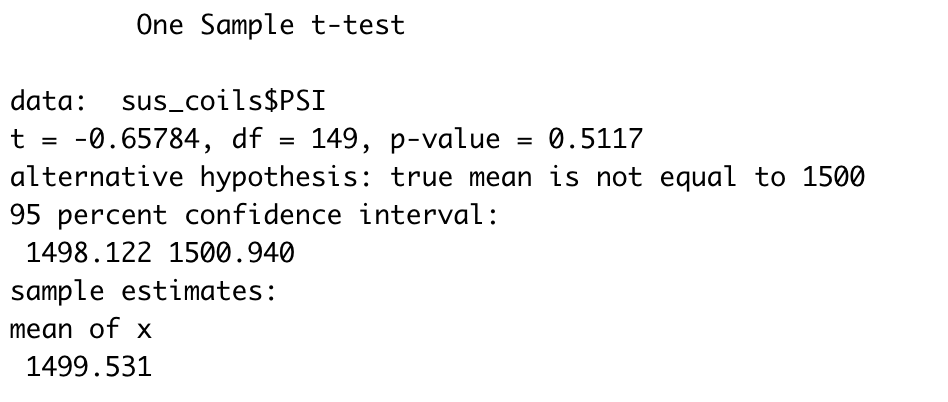 One Sample t-test
data:  sus_coils$PSI
t = -0.65784, df = 149, p-value = 0.5117
alternative hypothesis: true mean is not equal to 1500
95 percent confidence interval:
1498.122 1500.940
sample estimates:
mean of x
1499.531